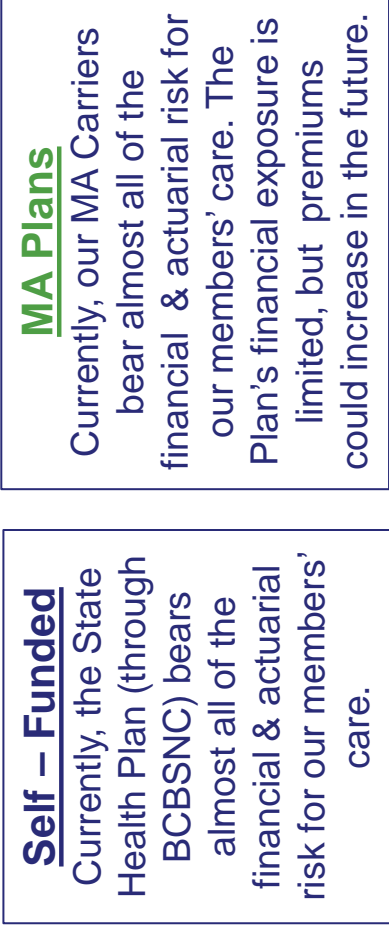 Self – Funded
Currently, the State
Health Plan (through
BCBSNC) bears
almost all of the
financial & actuarial
risk for our members’
care.
MA Plans
Currently, our MA Carriers
bear almost all of the
financial & actuarial risk for
our members’ care. The
Plan’s financial exposure is
limited, but premiums
could increase in the future.